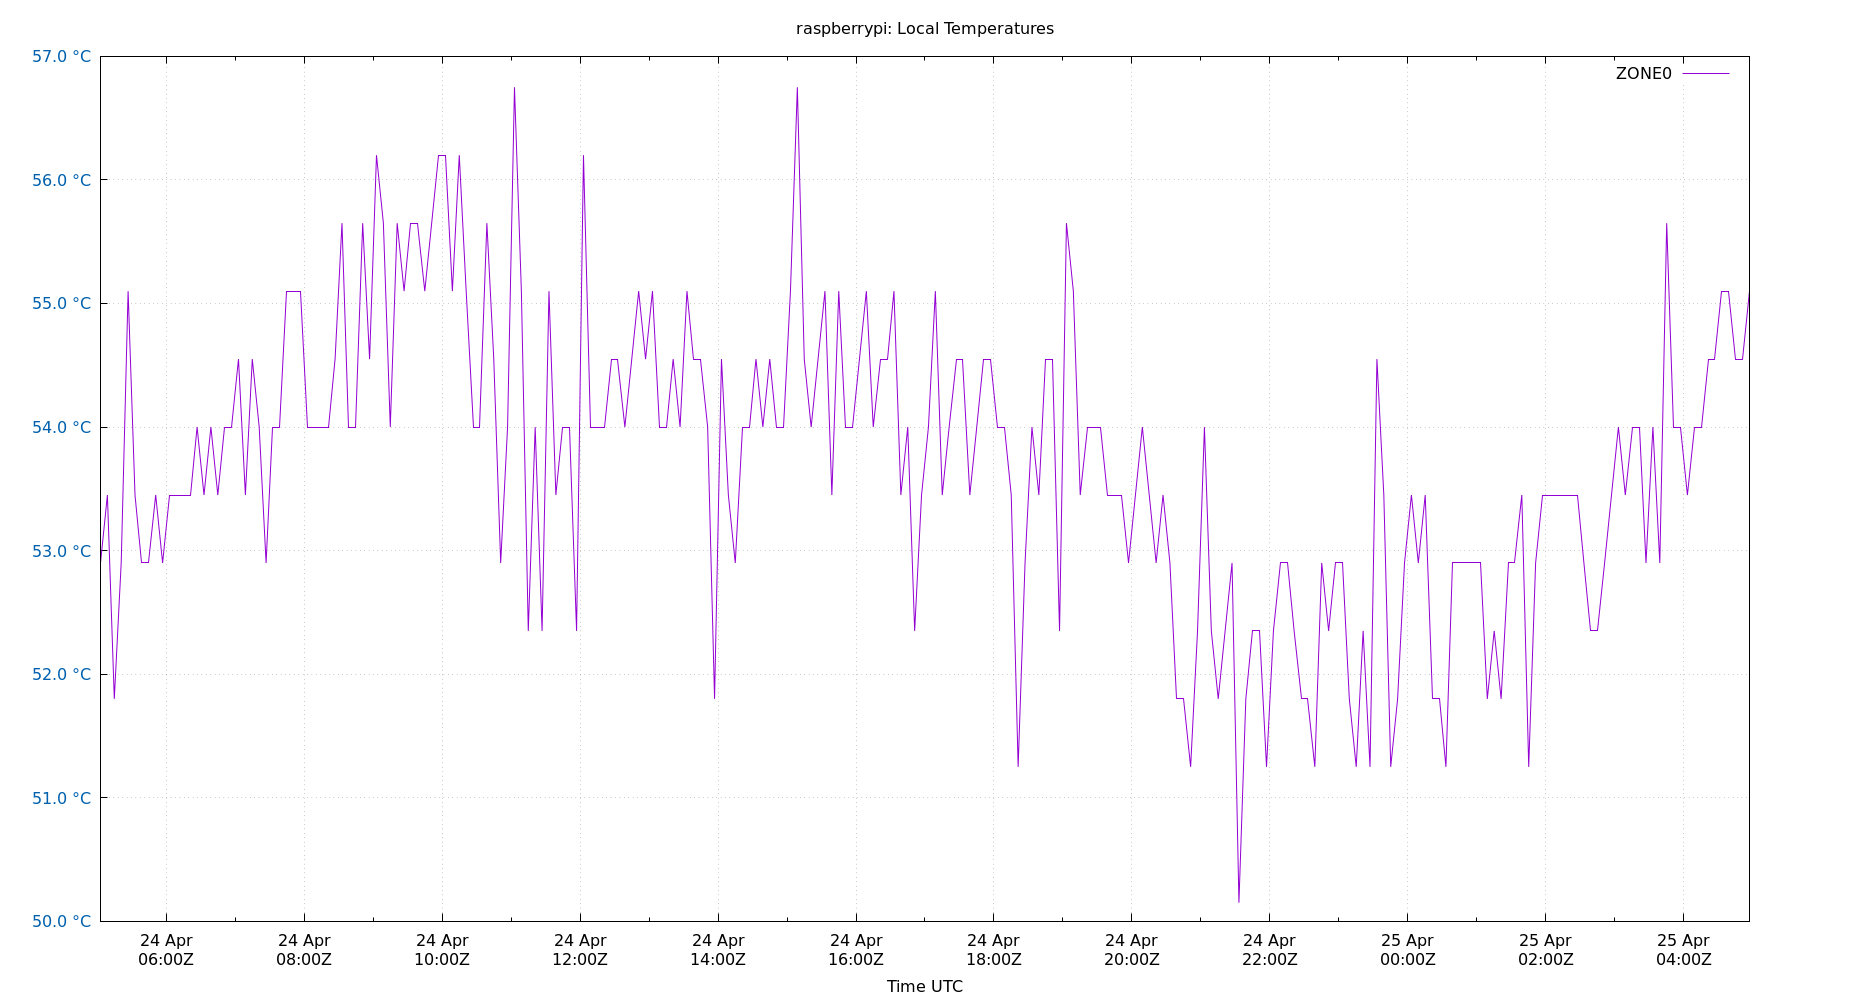 raspberrypi: Local Temperatures
57.0 °C
ZONE0
56.0 °C
55.0 °C
54.0 °C
53.0 °C
52.0 °C
51.0 °C
50.0 °C
24 Apr 24 Apr 24 Apr 24 Apr 24 Apr 24 Apr 24 Apr 24 Apr 24 Apr 25 Apr 25 Apr 25 Apr
06:00Z 08:00Z 10:00Z 12:00Z 14:00Z 16:00Z 18:00Z 20:00Z 22:00Z 00:00Z 02:00Z 04:00Z
Time UTC